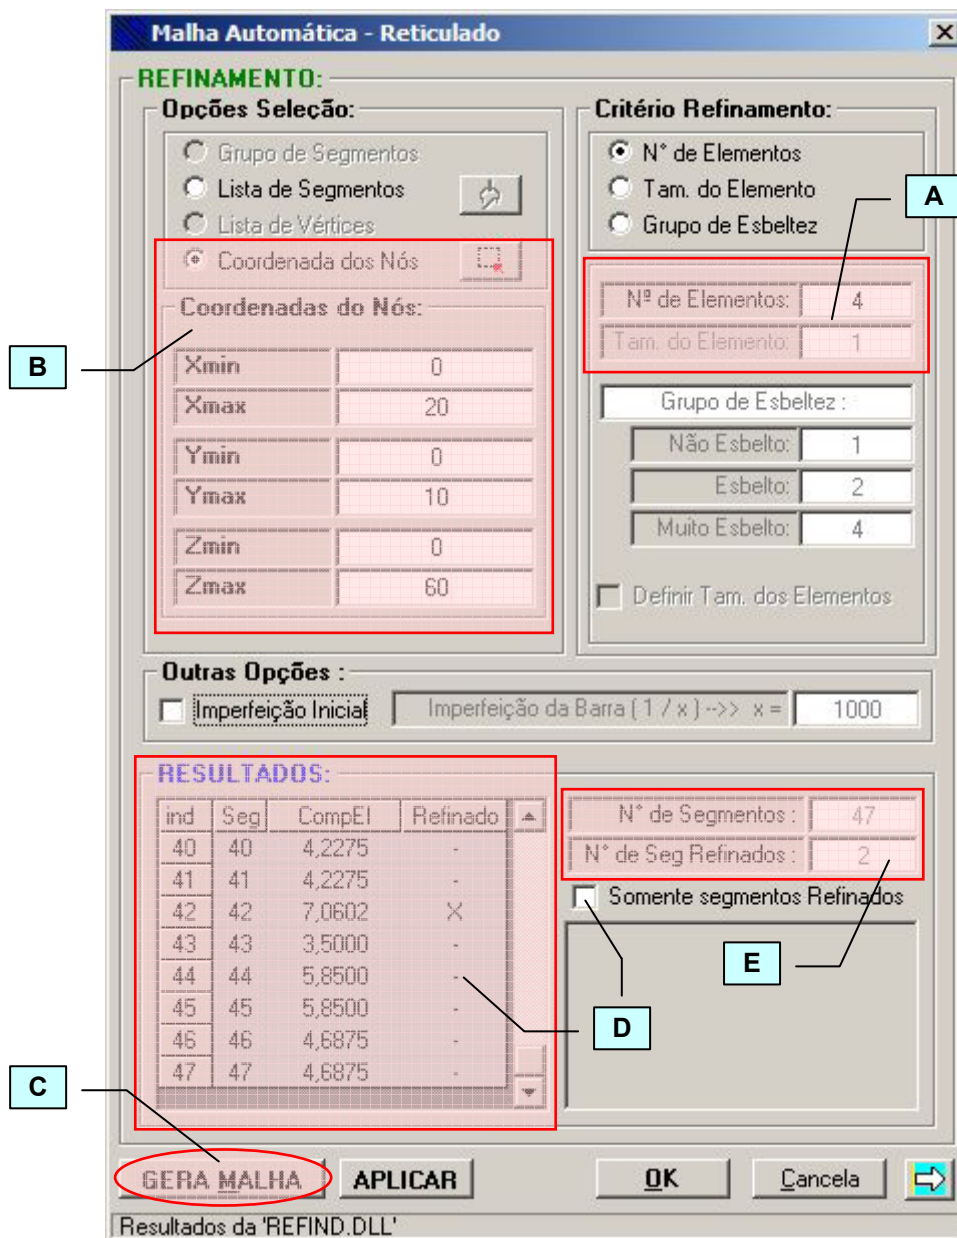 Malha Automática - Reticulado
REFINAMENTO:
Opções Seleção:
Grupo de Segmentos
Lista de Segmentos
Lista de Vértices
Coordenada dos Nós
Coordenadas do Nós:
Xmin 0
Xmax 20
Ymin 0
Ymax 10
Zmin 0
Zmax 60
B
Critério Refinamento:
N° de Elementos
Tam. do Elemento
Grupo de Esbeltez
A
Nº de Elementos: 4
Tam. do Elemento: 1
Grupo de Esbeltez :
Não Esbelto: 1
Esbelto: 2
Muito Esbelto: 4
Definir Tam. dos Elementos
Outras Opções :
Imperfeição Inicial Imperfeição da Barra ( 1 / x ) -->> x = 1000
RESULTADOS:
ind Seg CompEl Refinado
40 40 4,2275 -
41 41 4,2275 -
42 42 7,0602 X
43 43 3,5000 -
44 44 5,8500 -
45 45 5,8500 -
46 46 4,6875 -
47 47 4,6875 -
N° de Segmentos : 47
N° de Seg Refinados : 2
Somente segmentos Refinados
E
D
C
GERA MALHA APLICAR OK Cancela
Resultados da 'REFIND.DLL'